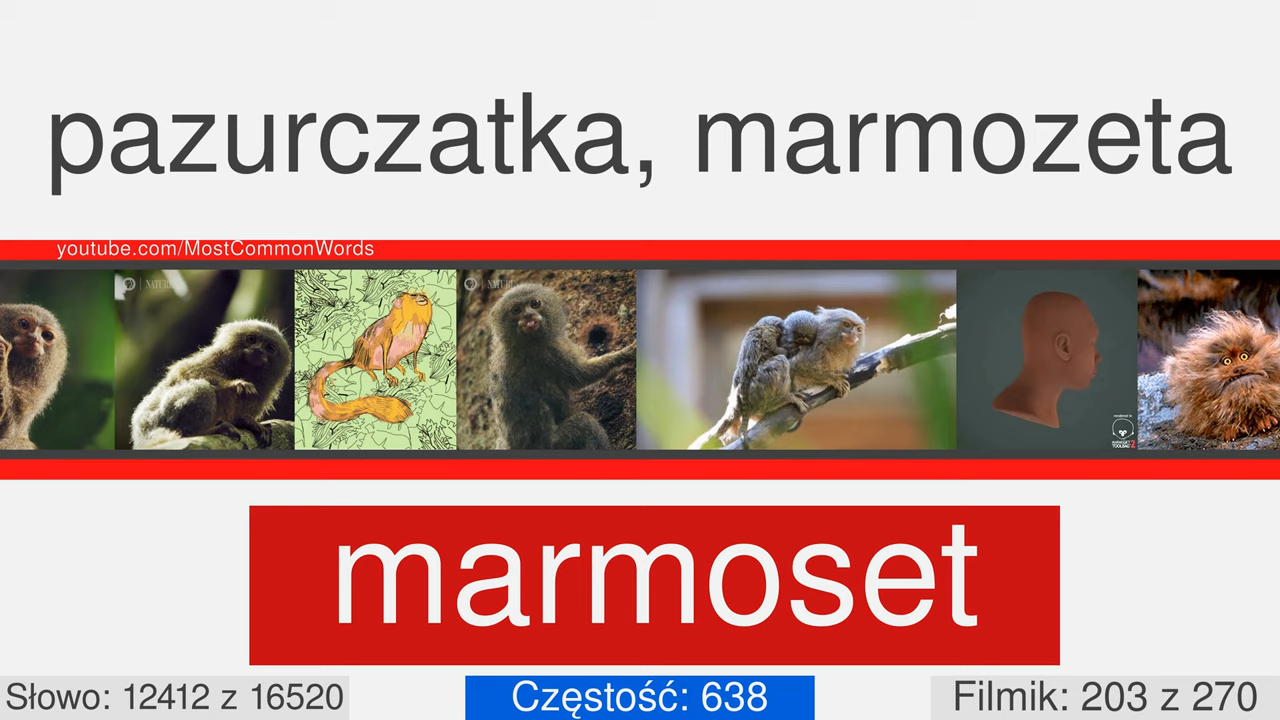 pazurczatka, marmozeta
youtube.com/MostCommonWords
marmoset
Słowo: 12412 z 16520
Częstość: 638
Filmik: 203 z 270